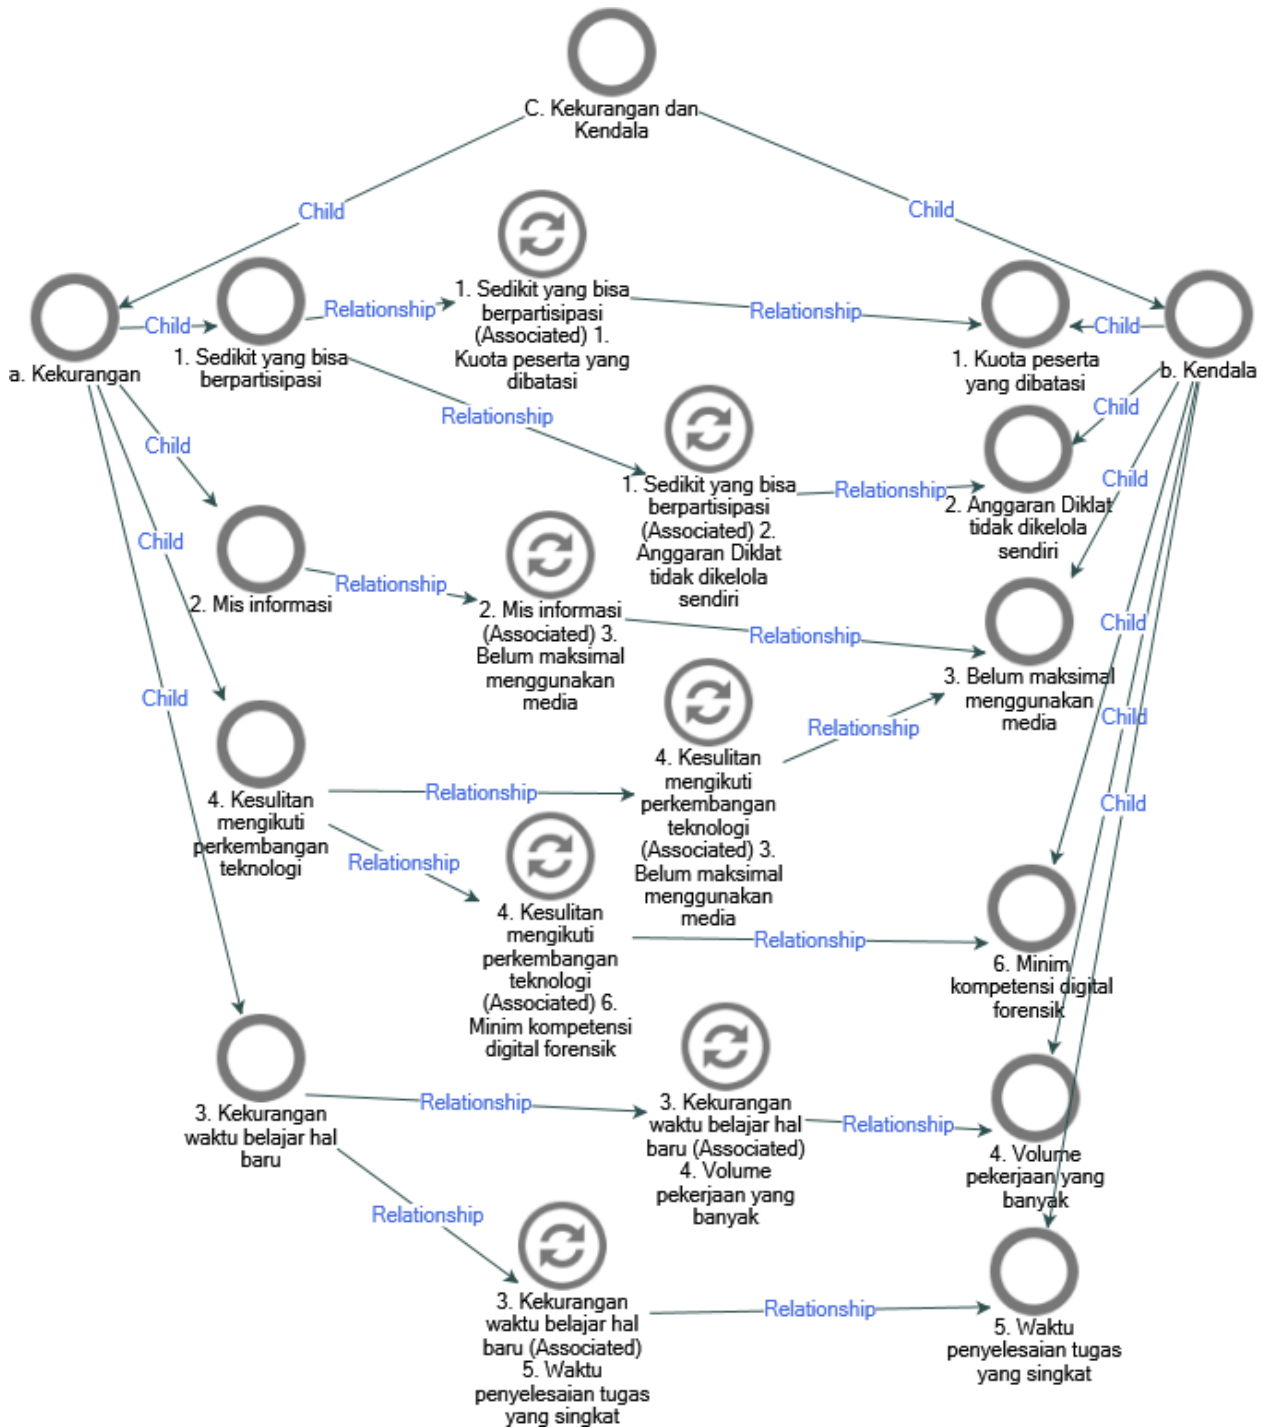 C. Kekurangan dan
Kendala
Child
Child
a. Kekurangan
Child
1. Sedikit yang bisa
berpartisipasi
Relationship
1. Sedikit yang bisa
berpartisipasi
(Associated) 1.
Kuota peserta yang
dibatasi
Relationship
1. Kuota peserta
yang dibatasi
Child
b. Kendala
Child
Relationship
1. Sedikit yang bisa
berpartisipasi
(Associated) 2.
Anggaran Diklat
tidak dikelola
sendiri
Relationship
2. Anggaran Diklat
tidak dikelola
sendiri
Child
Child
Child
2. Mis informasi
Relationship
2. Mis informasi
(Associated) 3.
Belum maksimal
menggunakan
media
Relationship
3. Belum maksimal
menggunakan
media
Child
Child
Child
Child
4. Kesulitan
mengikuti
perkembangan
teknologi
Relationship
4. Kesulitan
mengikuti
perkembangan
teknologi
(Associated) 3.
Belum maksimal
menggunakan
media
Relationship
Relationship
4. Kesulitan
mengikuti
perkembangan
teknologi
(Associated) 6.
Minim kompetensi
digital forensik
Relationship
6. Minim
kompetensi digital
forensik
3. Kekurangan
waktu belajar hal
baru
Relationship
3. Kekurangan
waktu belajar hal
baru (Associated)
4. Volume
pekerjaan yang
banyak
Relationship
4. Volume
pekerjaan yang
banyak
Relationship
3. Kekurangan
waktu belajar hal
baru (Associated)
5. Waktu
penyelesaian tugas
yang singkat
Relationship
5. Waktu
penyelesaian tugas
yang singkat